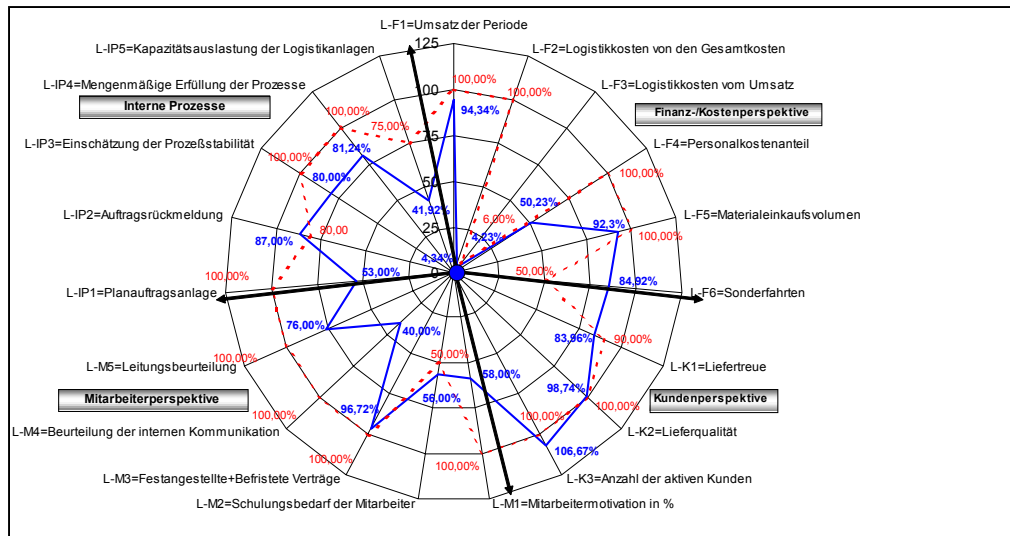 L-F1=Umsatz der Periode
L-IP5=Kapazitätsauslastung der Logistikanlagen
125
L-F2=Logistikkosten von den Gesamtkosten
L-IP4=Mengenmäßige Erfüllung der Prozesse
100
100,00%
100,00%
L-F3=Logistikkosten vom Umsatz
Interne Prozesse
100,00%
94,34%
Finanz-/Kostenperspektive
75,00%
75
L-IP3=Einschätzung der Prozeßstabilität
81,24%
L-F4=Personalkostenanteil
100,00%
80,00%
100,00%
50
50,23%
L-IP2=Auftragsrückmeldung
41,92%
6,00%
92,3%
L-F5=Materialeinkaufsvolumen
87,00%
80,00
25
4,23%
100,00%
4,34%
100,00%
53,00%
0
50,00%
84,92%
L-IP1=Planauftragsanlage
L-F6=Sonderfahrten
76,00%
40,00%
83,96%
90,00%
100,00%
L-M5=Leitungsbeurteilung
50,00%
L-K1=Liefertreue
58,00%
98,74%
Mitarbeiterperspektive
96,72%
56,00%
Kundenperspektive
100,00%
100,00%
100,00%
L-M4=Beurteilung der internen Kommunikation
L-K2=Lieferqualität
100,00%
100,00%
106,67%
L-M3=Festangestellte+Befristete Verträge
L-K3=Anzahl der aktiven Kunden
L-M2=Schulungsbedarf der Mitarbeiter
L-M1=Mitarbeitermotivation in %